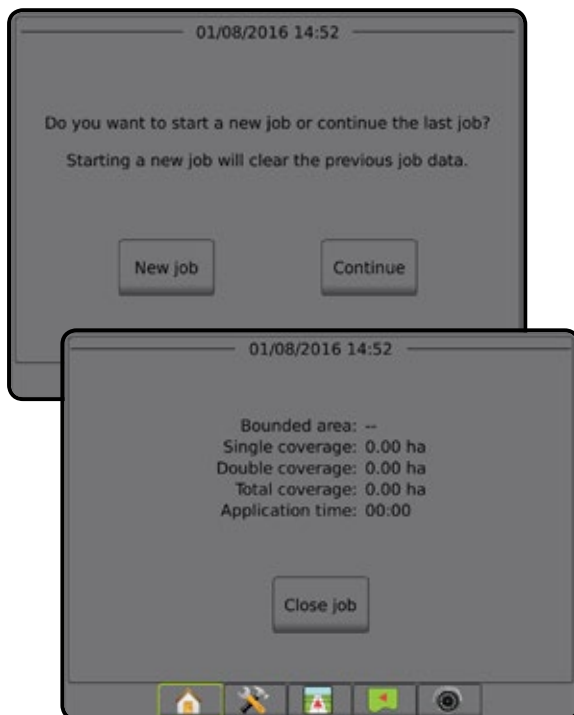 01/08/2016 14:52
Do you want to start a new job or continue the last job?
Starting a new job will clear the previous job data.
New job
Continue
01/08/2016 14:52
Bounded area: --
Single coverage: 0.00 ha
Double coverage: 0.00 ha
Total coverage: 0.00 ha
Application time: 00:00
Close job